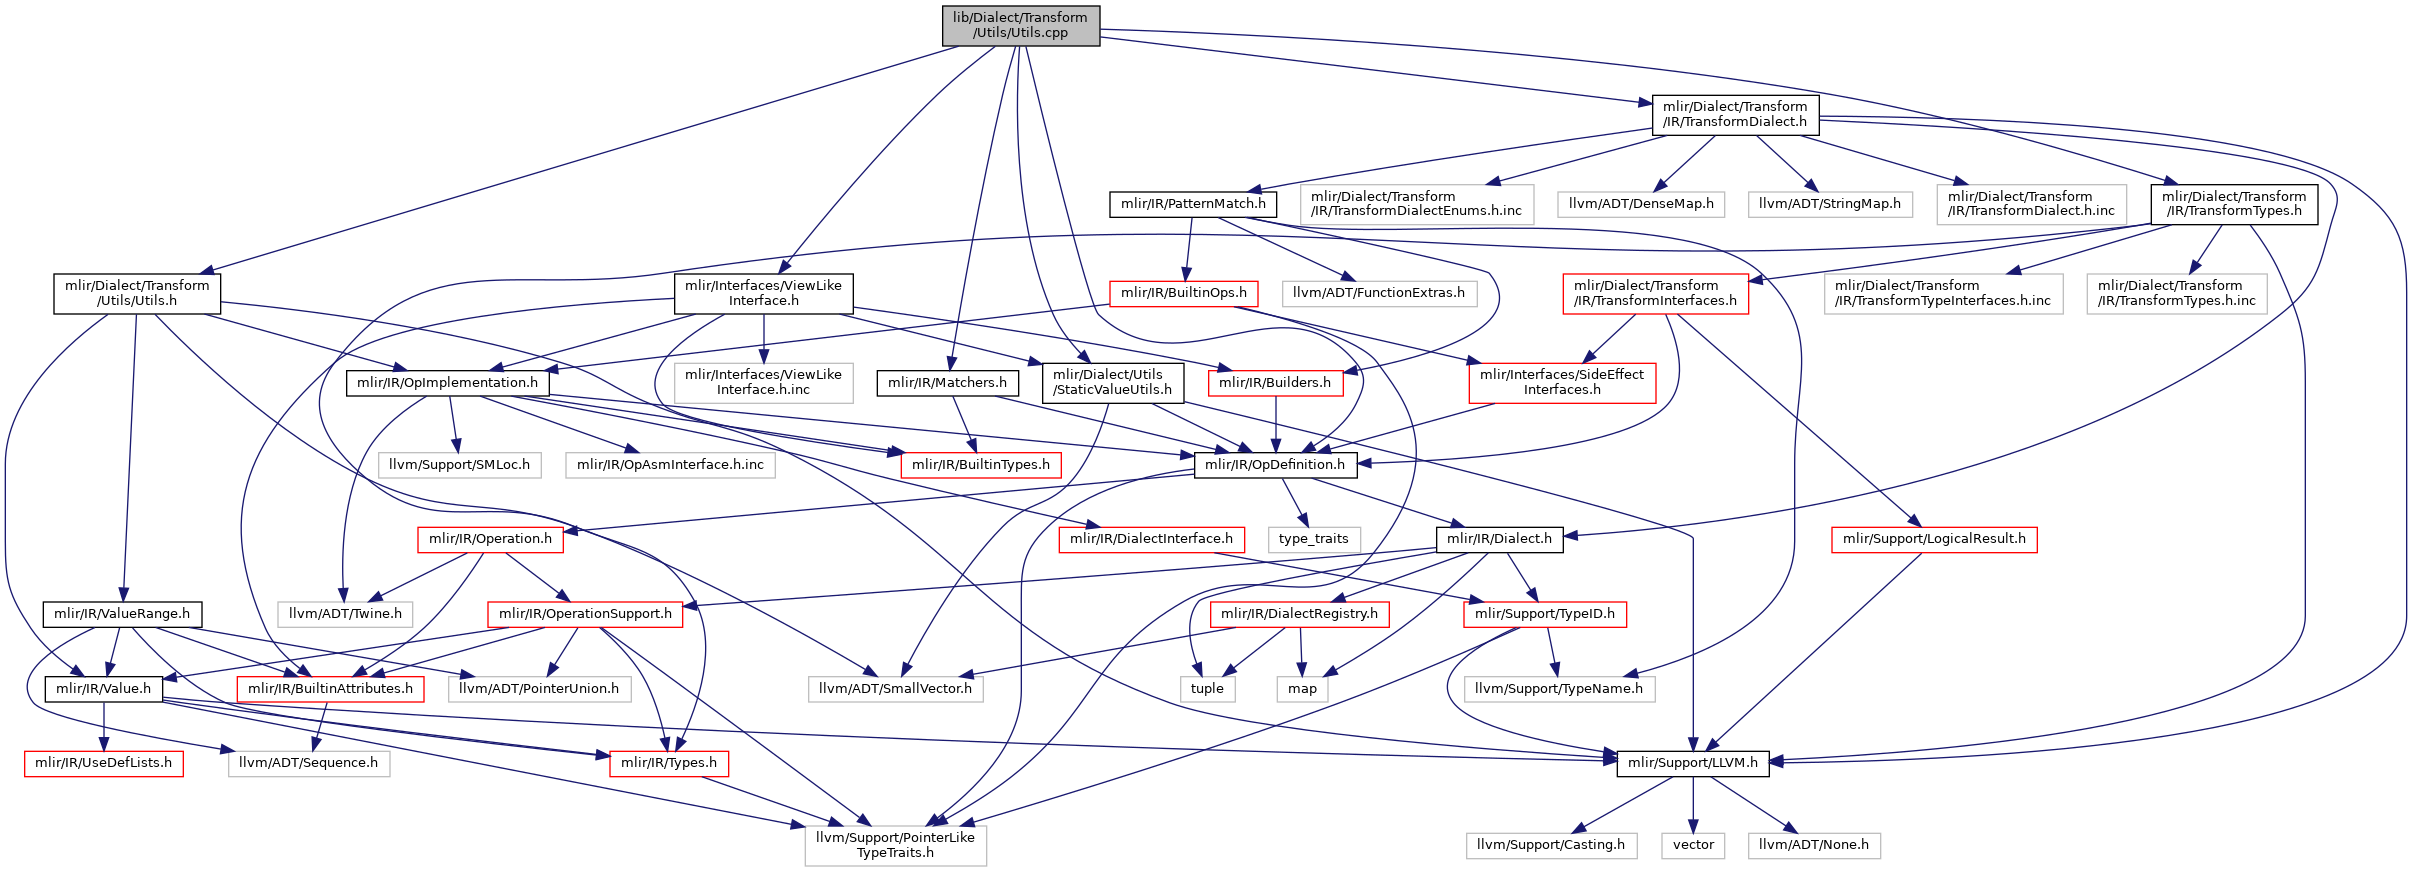 lib/Dialect/Transform
/Utils/Utils.cpp
mlir/Dialect/Transform
/IR/TransformDialect.h
mlir/IR/PatternMatch.h
mlir/Dialect/Transform
/IR/TransformDialectEnums.h.inc
llvm/ADT/DenseMap.h
llvm/ADT/StringMap.h
mlir/Dialect/Transform
/IR/TransformDialect.h.inc
mlir/Dialect/Transform
/IR/TransformTypes.h
mlir/Dialect/Transform
/Utils/Utils.h
mlir/Interfaces/ViewLike
Interface.h
mlir/IR/BuiltinOps.h
llvm/ADT/FunctionExtras.h
mlir/Dialect/Transform
/IR/TransformInterfaces.h
mlir/Dialect/Transform
/IR/TransformTypeInterfaces.h.inc
mlir/Dialect/Transform
/IR/TransformTypes.h.inc
mlir/IR/OpImplementation.h
mlir/Interfaces/ViewLike
Interface.h.inc
mlir/IR/Matchers.h
mlir/Dialect/Utils
/StaticValueUtils.h
mlir/IR/Builders.h
mlir/Interfaces/SideEffect
Interfaces.h
llvm/Support/SMLoc.h
mlir/IR/OpAsmInterface.h.inc
mlir/IR/BuiltinTypes.h
mlir/IR/OpDefinition.h
mlir/IR/Operation.h
mlir/IR/DialectInterface.h
type_traits
mlir/IR/Dialect.h
mlir/Support/LogicalResult.h
mlir/IR/ValueRange.h
llvm/ADT/Twine.h
mlir/IR/OperationSupport.h
mlir/IR/DialectRegistry.h
mlir/Support/TypeID.h
mlir/IR/Value.h
mlir/IR/BuiltinAttributes.h
llvm/ADT/PointerUnion.h
llvm/ADT/SmallVector.h
tuple
map
llvm/Support/TypeName.h
mlir/IR/UseDefLists.h
llvm/ADT/Sequence.h
mlir/IR/Types.h
mlir/Support/LLVM.h
llvm/Support/PointerLike
TypeTraits.h
llvm/Support/Casting.h
vector
llvm/ADT/None.h